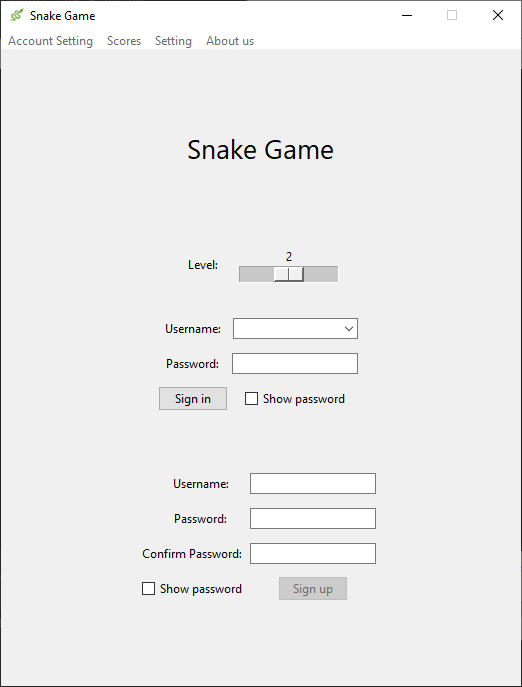 Snake Game
Account Setting Scores Setting About us
Snake Game
2
Level:
Username:
Password:
Sign in Show password
Username:
Password:
Confirm Password:
Show password Sign up